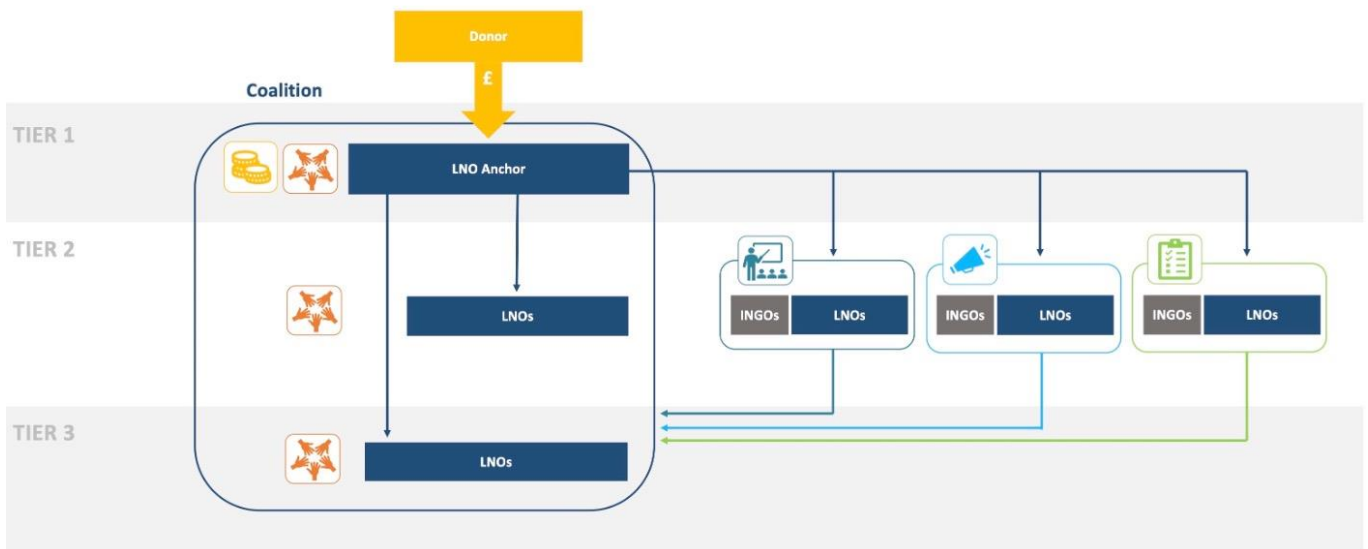 Donor
£
Coalition
TIER 1
LNO Anchor
TIER 2
LNOs
INGOs LNOs
INGOs LNOs
INGOs LNOs
TIER 3
LNOs